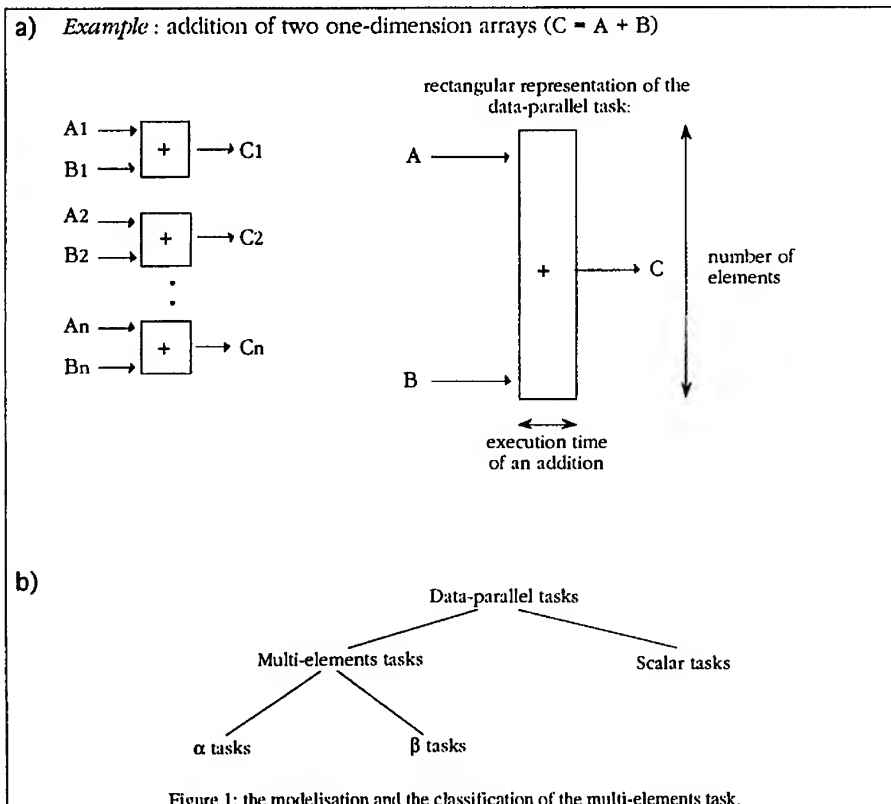 a) Example : addition of two one-dimension arrays (C = A + B)
A1
B1
+
C1
A2
B2
+
C2
An
Bn
+
Cn
rectangular representation of the
data-parallel task:
A
B
+
C
number of
elements
execution time
of an addition
b)
Data-parallel tasks
Multi-elements tasks
Scalar tasks
α tasks
β tasks
Figure 1: the modelisation and the classification of the multi-elements task.